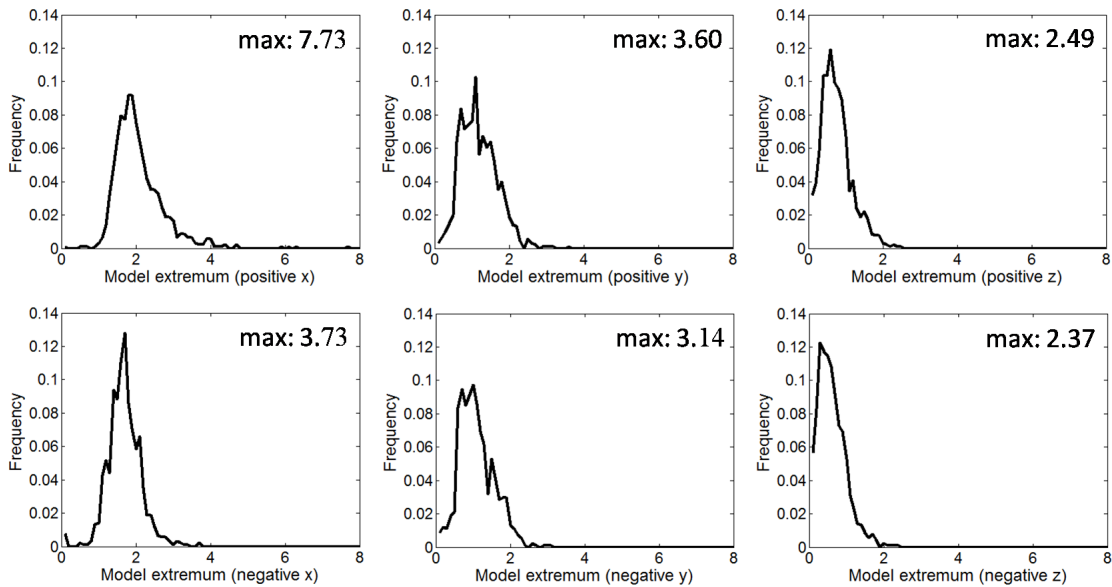 0.14
0.12
0.1
0.08
0.06
0.04
0.02
0
Frequency
max: 7.73
0 2 4 6 8
Model extremum (positive x)
0.14
0.12
0.1
0.08
0.06
0.04
0.02
0
Frequency
max: 3.60
0 2 4 6 8
Model extremum (positive y)
0.14
0.12
0.1
0.08
0.06
0.04
0.02
0
Frequency
max: 2.49
0 2 4 6 8
Model extremum (positive z)
0.14
0.12
0.1
0.08
0.06
0.04
0.02
0
Frequency
max: 3.73
0 2 4 6 8
Model extremum (negative x)
0.14
0.12
0.1
0.08
0.06
0.04
0.02
0
Frequency
max: 3.14
0 2 4 6 8
Model extremum (negative y)
0.14
0.12
0.1
0.08
0.06
0.04
0.02
0
Frequency
max: 2.37
0 2 4 6 8
Model extremum (negative z)